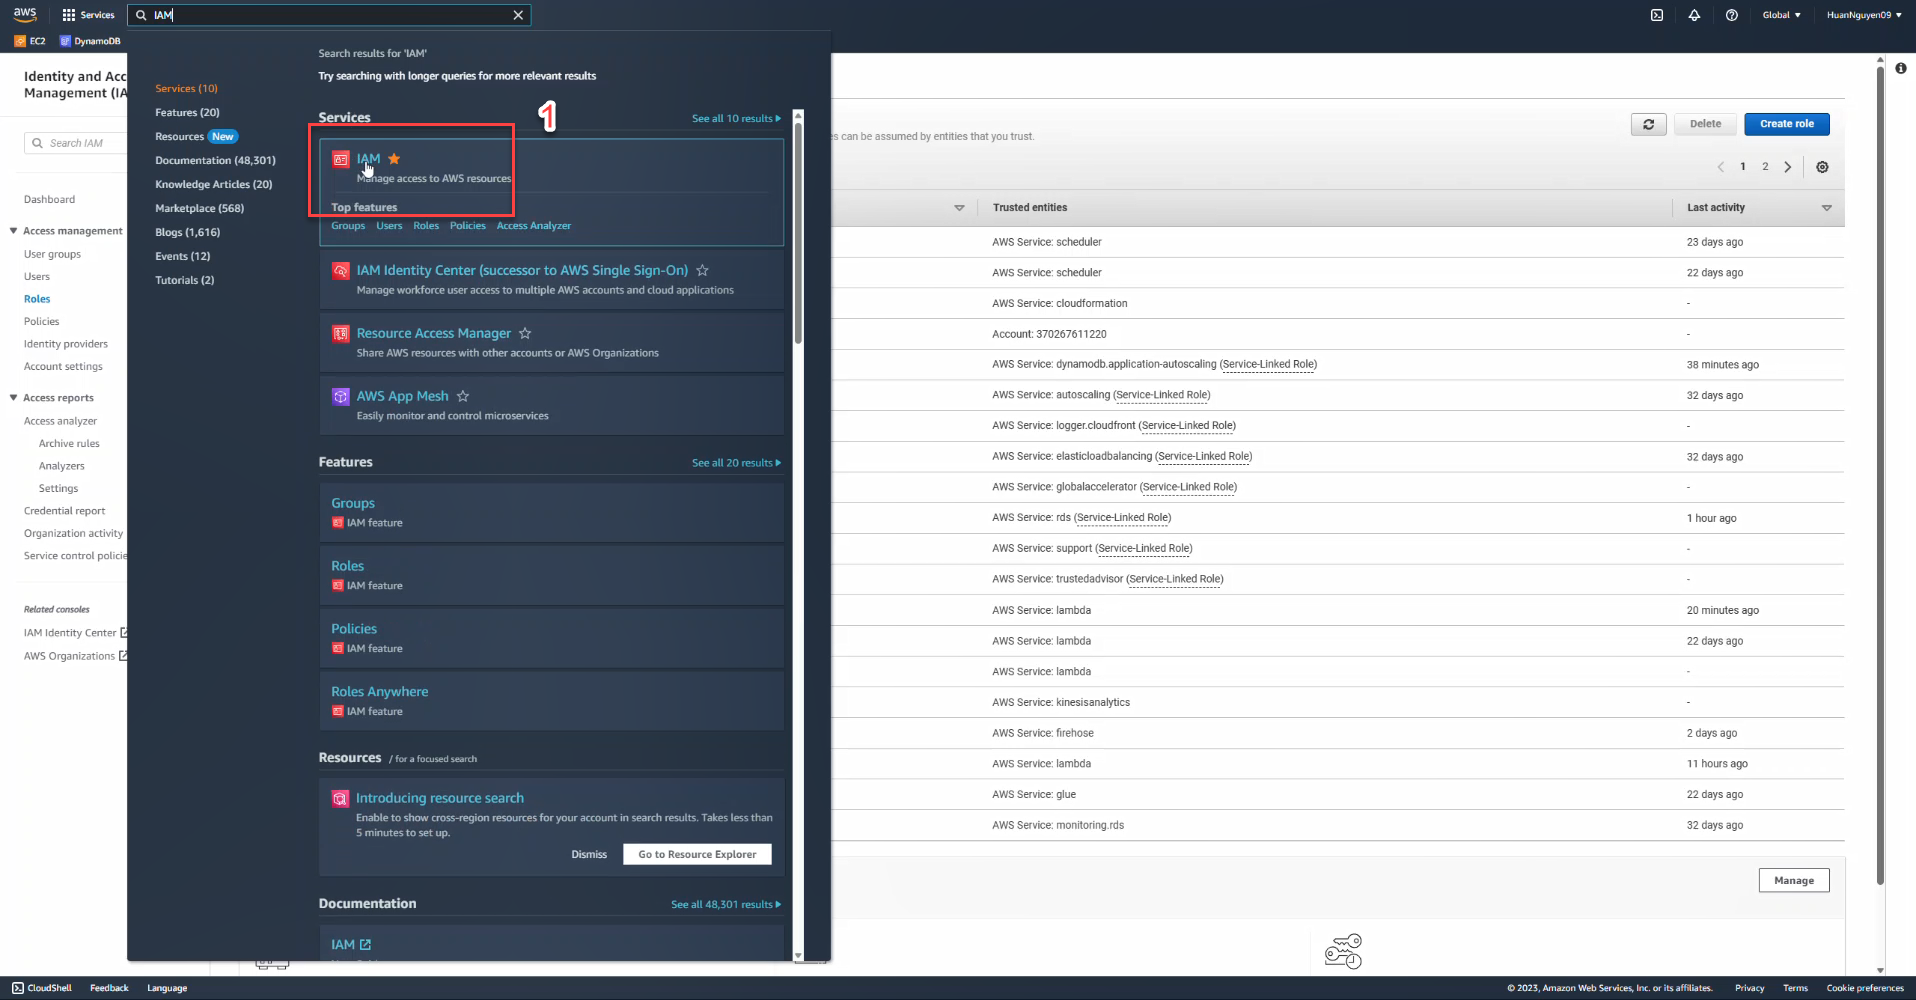 aws
Services
IAM
Global
HuanNguyen09
EC2
DynamoDB
Identity and Acc
Management (IA
Search IAM
Dashboard
Access management
User groups
Users
Roles
Policies
Identity providers
Account settings
Access reports
Access analyzer
Archive rules
Analyzers
Settings
Credential report
Organization activity
Service control policie
Related consoles
IAM Identity Center
AWS Organizations
Services (10)
Features (20)
Resources New
Documentation (48,301)
Knowledge Articles (20)
Marketplace (568)
Blogs (1,616)
Events (12)
Tutorials (2)
Search results for 'IAM'
Try searching with longer queries for more relevant results
1
Services
See all 10 results
IAM
Manage access to AWS resources
Top features
Groups Users Roles Policies Access Analyzer
IAM Identity Center (successor to AWS Single Sign-On)
Manage workforce user access to multiple AWS accounts and cloud applications
Resource Access Manager
Share AWS resources with other accounts or AWS Organizations
AWS App Mesh
Easily monitor and control microservices
Features
See all 20 results
Groups
IAM feature
Roles
IAM feature
Policies
IAM feature
Roles Anywhere
IAM feature
Resources / for a focused search
Introducing resource search
Enable to show cross-region resources for your account in search results. Takes less than
5 minutes to set up.
Dismiss
Go to Resource Explorer
Documentation
See all 48,301 results
IAM
es can be assumed by entities that you trust.
Delete
Create role
1 2
Trusted entities
Last activity
AWS Service: scheduler 23 days ago
AWS Service: scheduler 22 days ago
AWS Service: cloudformation -
Account: 370267611220 -
AWS Service: dynamodb.application-autoscaling (Service-Linked Role) 38 minutes ago
AWS Service: autoscaling (Service-Linked Role) 32 days ago
AWS Service: logger.cloudfront (Service-Linked Role) -
AWS Service: elasticloadbalancing (Service-Linked Role) 32 days ago
AWS Service: globalaccelerator (Service-Linked Role) -
AWS Service: rds (Service-Linked Role) 1 hour ago
AWS Service: support (Service-Linked Role) -
AWS Service: trustedadvisor (Service-Linked Role) -
AWS Service: lambda 20 minutes ago
AWS Service: lambda 22 days ago
AWS Service: lambda -
AWS Service: kinesisanalytics -
AWS Service: firehose 2 days ago
AWS Service: lambda 11 hours ago
AWS Service: glue 22 days ago
AWS Service: monitoring.rds 32 days ago
Manage
CloudShell
Feedback
Language
© 2023, Amazon Web Services, Inc. or its affiliates.
Privacy
Terms
Cookie preferences